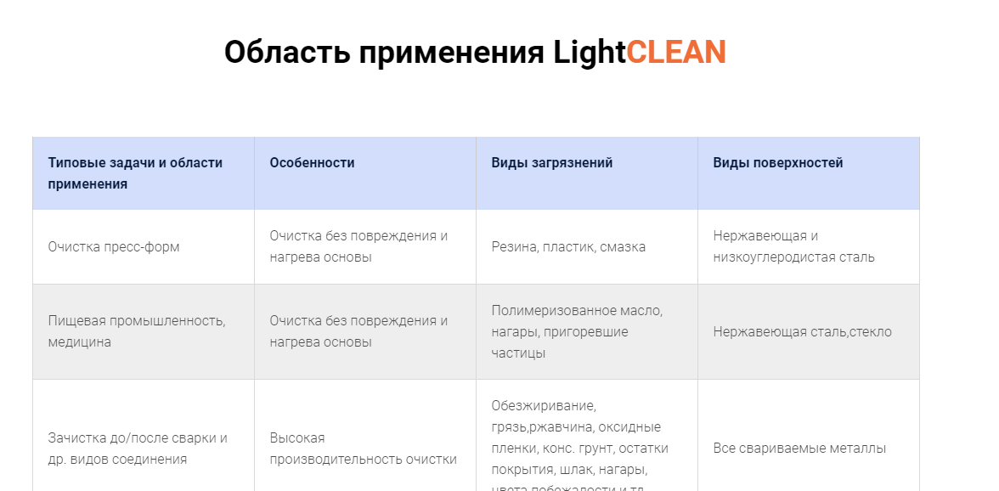 Область применения LightCLEAN
Типовые задачи и области
применения
Особенности
Виды загрязнений
Виды поверхностей
Очистка пресс-форм
Очистка без повреждения и
нагрева основы
Резина, пластик, смазка
Нержавеющая и
низкоуглеродистая сталь
Пищевая промышленность,
медицина
Очистка без повреждения и
нагрева основы
Полимеризованное масло,
нагары, пригоревшие
частицы
Нержавеющая сталь,стекло
Зачистка до/после сварки и
др. видов соединения
Высокая
производительность очистки
Обезжиривание,
грязь,ржавчина, оксидные
пленки, конс. грунт, остатки
покрытия, шлак, нагары,
цвета побежалости и тд
Все свариваемые металлы